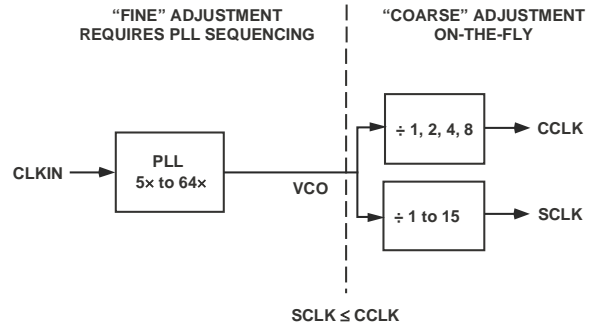 “FINE” ADJUSTMENT
REQUIRES PLL SEQUENCING
“COARSE” ADJUSTMENT
ON-THE-FLY
CLKIN
PLL
5× to 64×
VCO
÷ 1, 2, 4, 8
CCLK
÷ 1 to 15
SCLK
SCLK ≤ CCLK